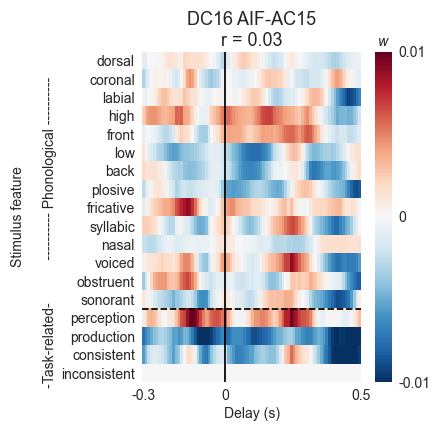 DC16 AIF-AC15
r = 0.03
w
dorsal
coronal
labial
high
front
low
back
plosive
fricative
syllabic
nasal
voiced
obstruent
sonorant
perception
production
consistent
inconsistent
Stimulus feature
---------- Phonological ----------
-Task-related-
-0.3
0
0.5
Delay (s)
0.01
0
-0.01